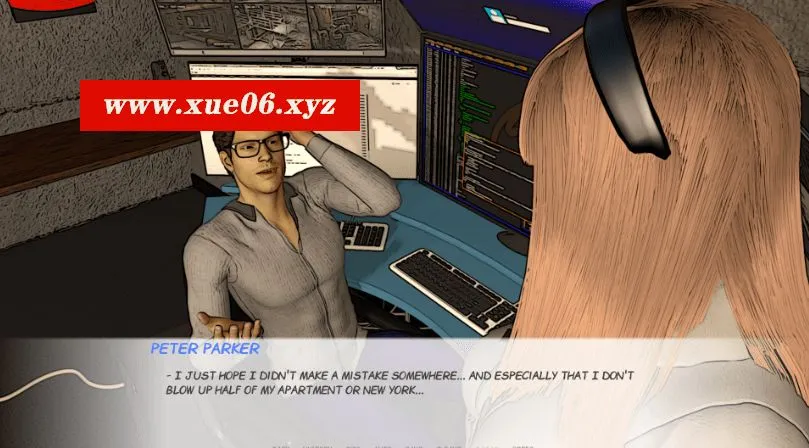 www.xue06.xyz
PETER PARKER
- I JUST HOPE I DIDN'T MAKE A MISTAKE SOMEWHERE... AND ESPECIALLY THAT I DON'T
BLOW UP HALF OF MY APARTMENT OR NEW YORK...